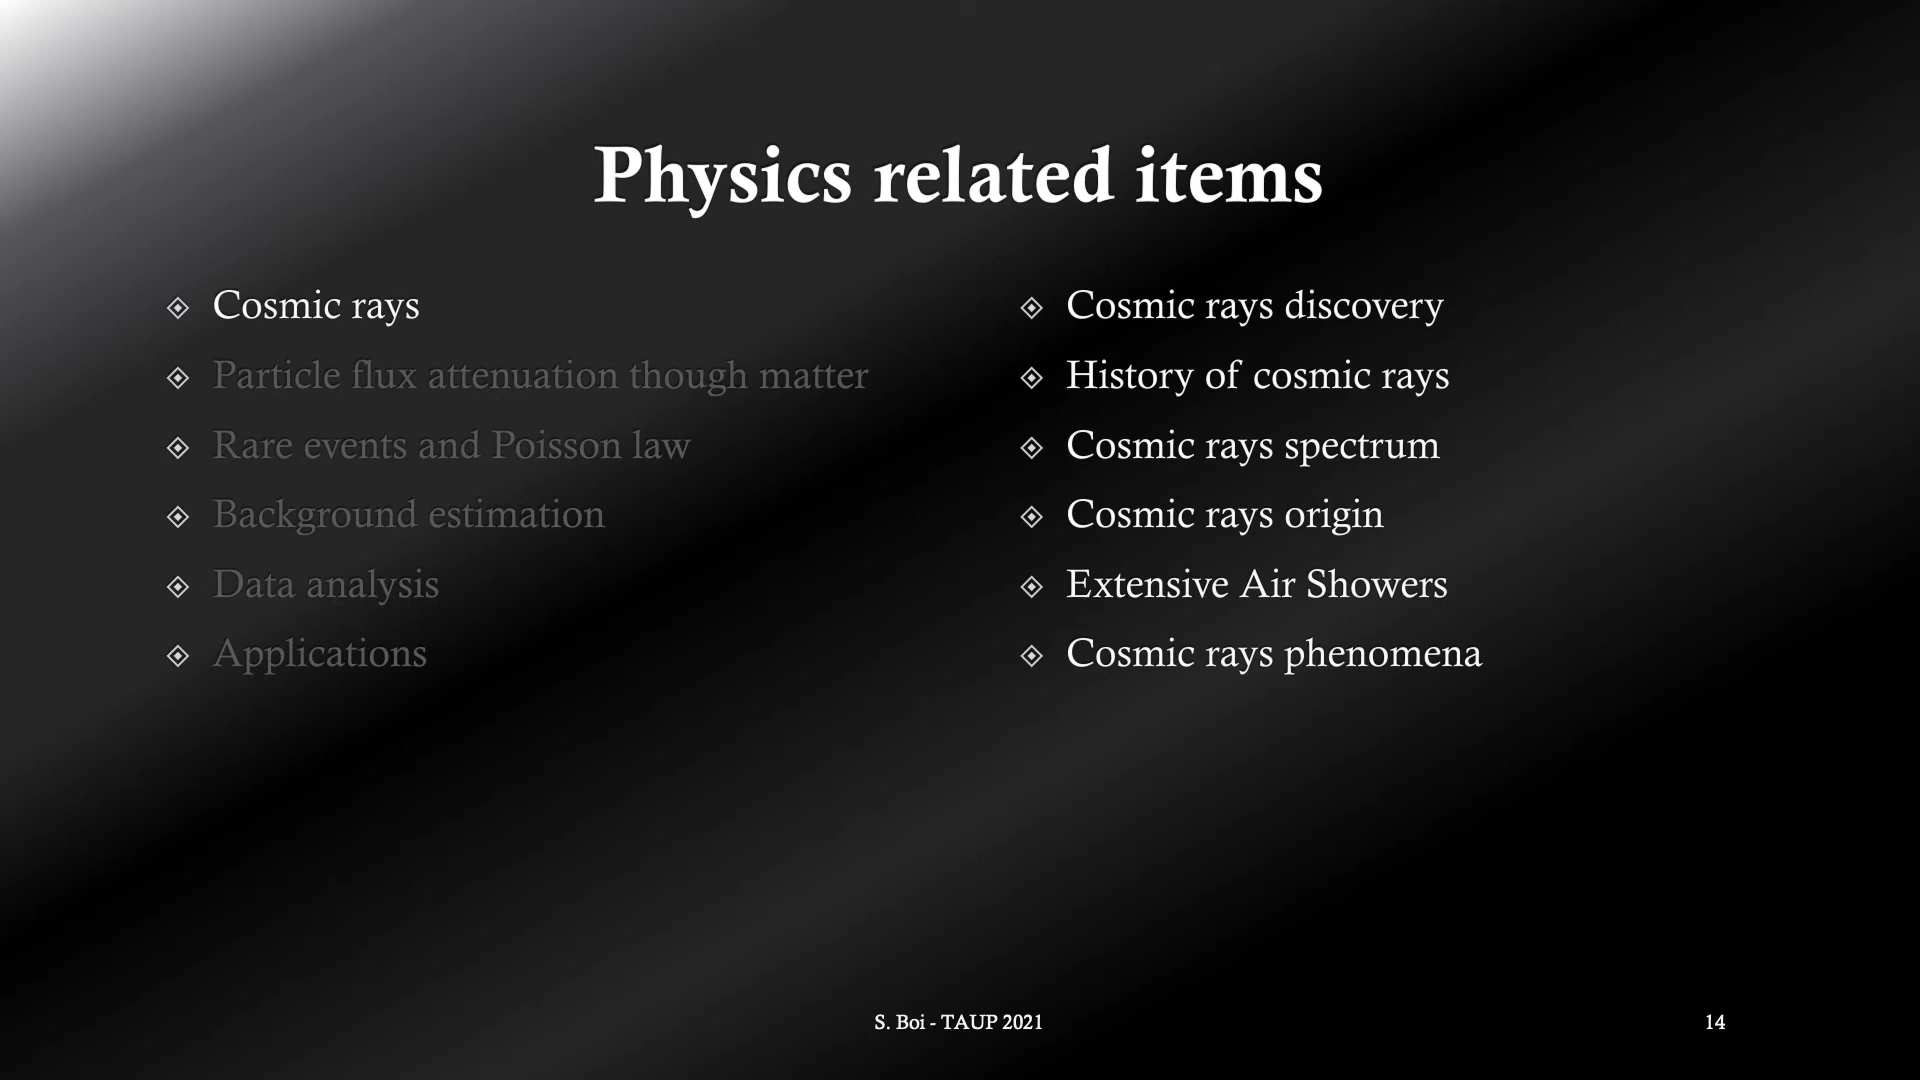 Physics related items
Cosmic rays
Particle flux attenuation though matter
Rare events and Poisson law
Background estimation
Data analysis
Applications
Cosmic rays discovery
History of cosmic rays
Cosmic rays spectrum
Cosmic rays origin
Extensive Air Showers
Cosmic rays phenomena
S. Boi - TAUP 2021
14